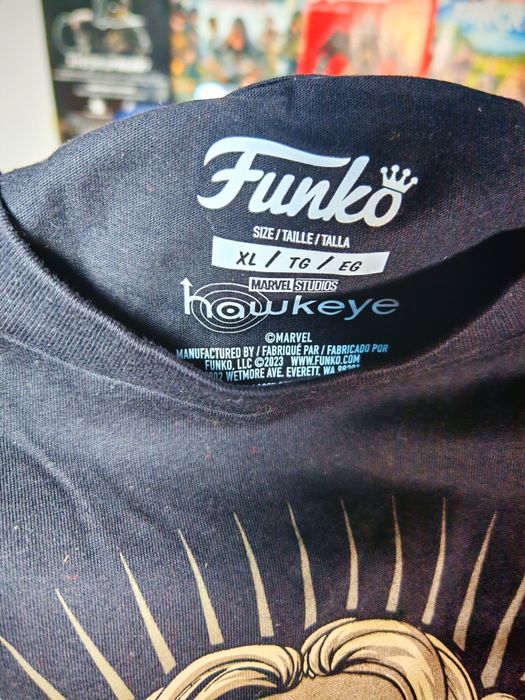 Funko
SIZE / TAILLE / TALLA
XL / TG / EG
MARVEL STUDIOS
hawkeye
©MARVEL
MANUFACTURED BY / FABRIQUÉ PAR / FABRICADO POR
FUNKO, LLC ©2023 WWW.FUNKO.COM
WETMORE AVE. EVERETT, WA